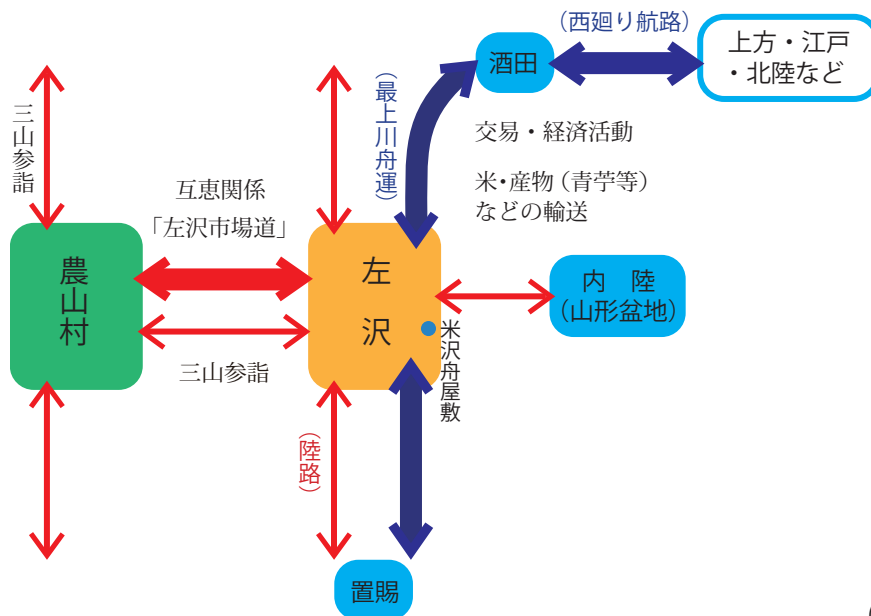 （西廻り航路）
酒田
上方・江戸
・北陸など
（最上川舟運）
交易・経済活動
米・産物（青苧等）
などの輸送
三山参詣
互恵関係
「左沢市場道」
農山村
左沢
内　陸
（山形盆地）
米沢舟屋敷
三山参詣
（陸路）
置賜